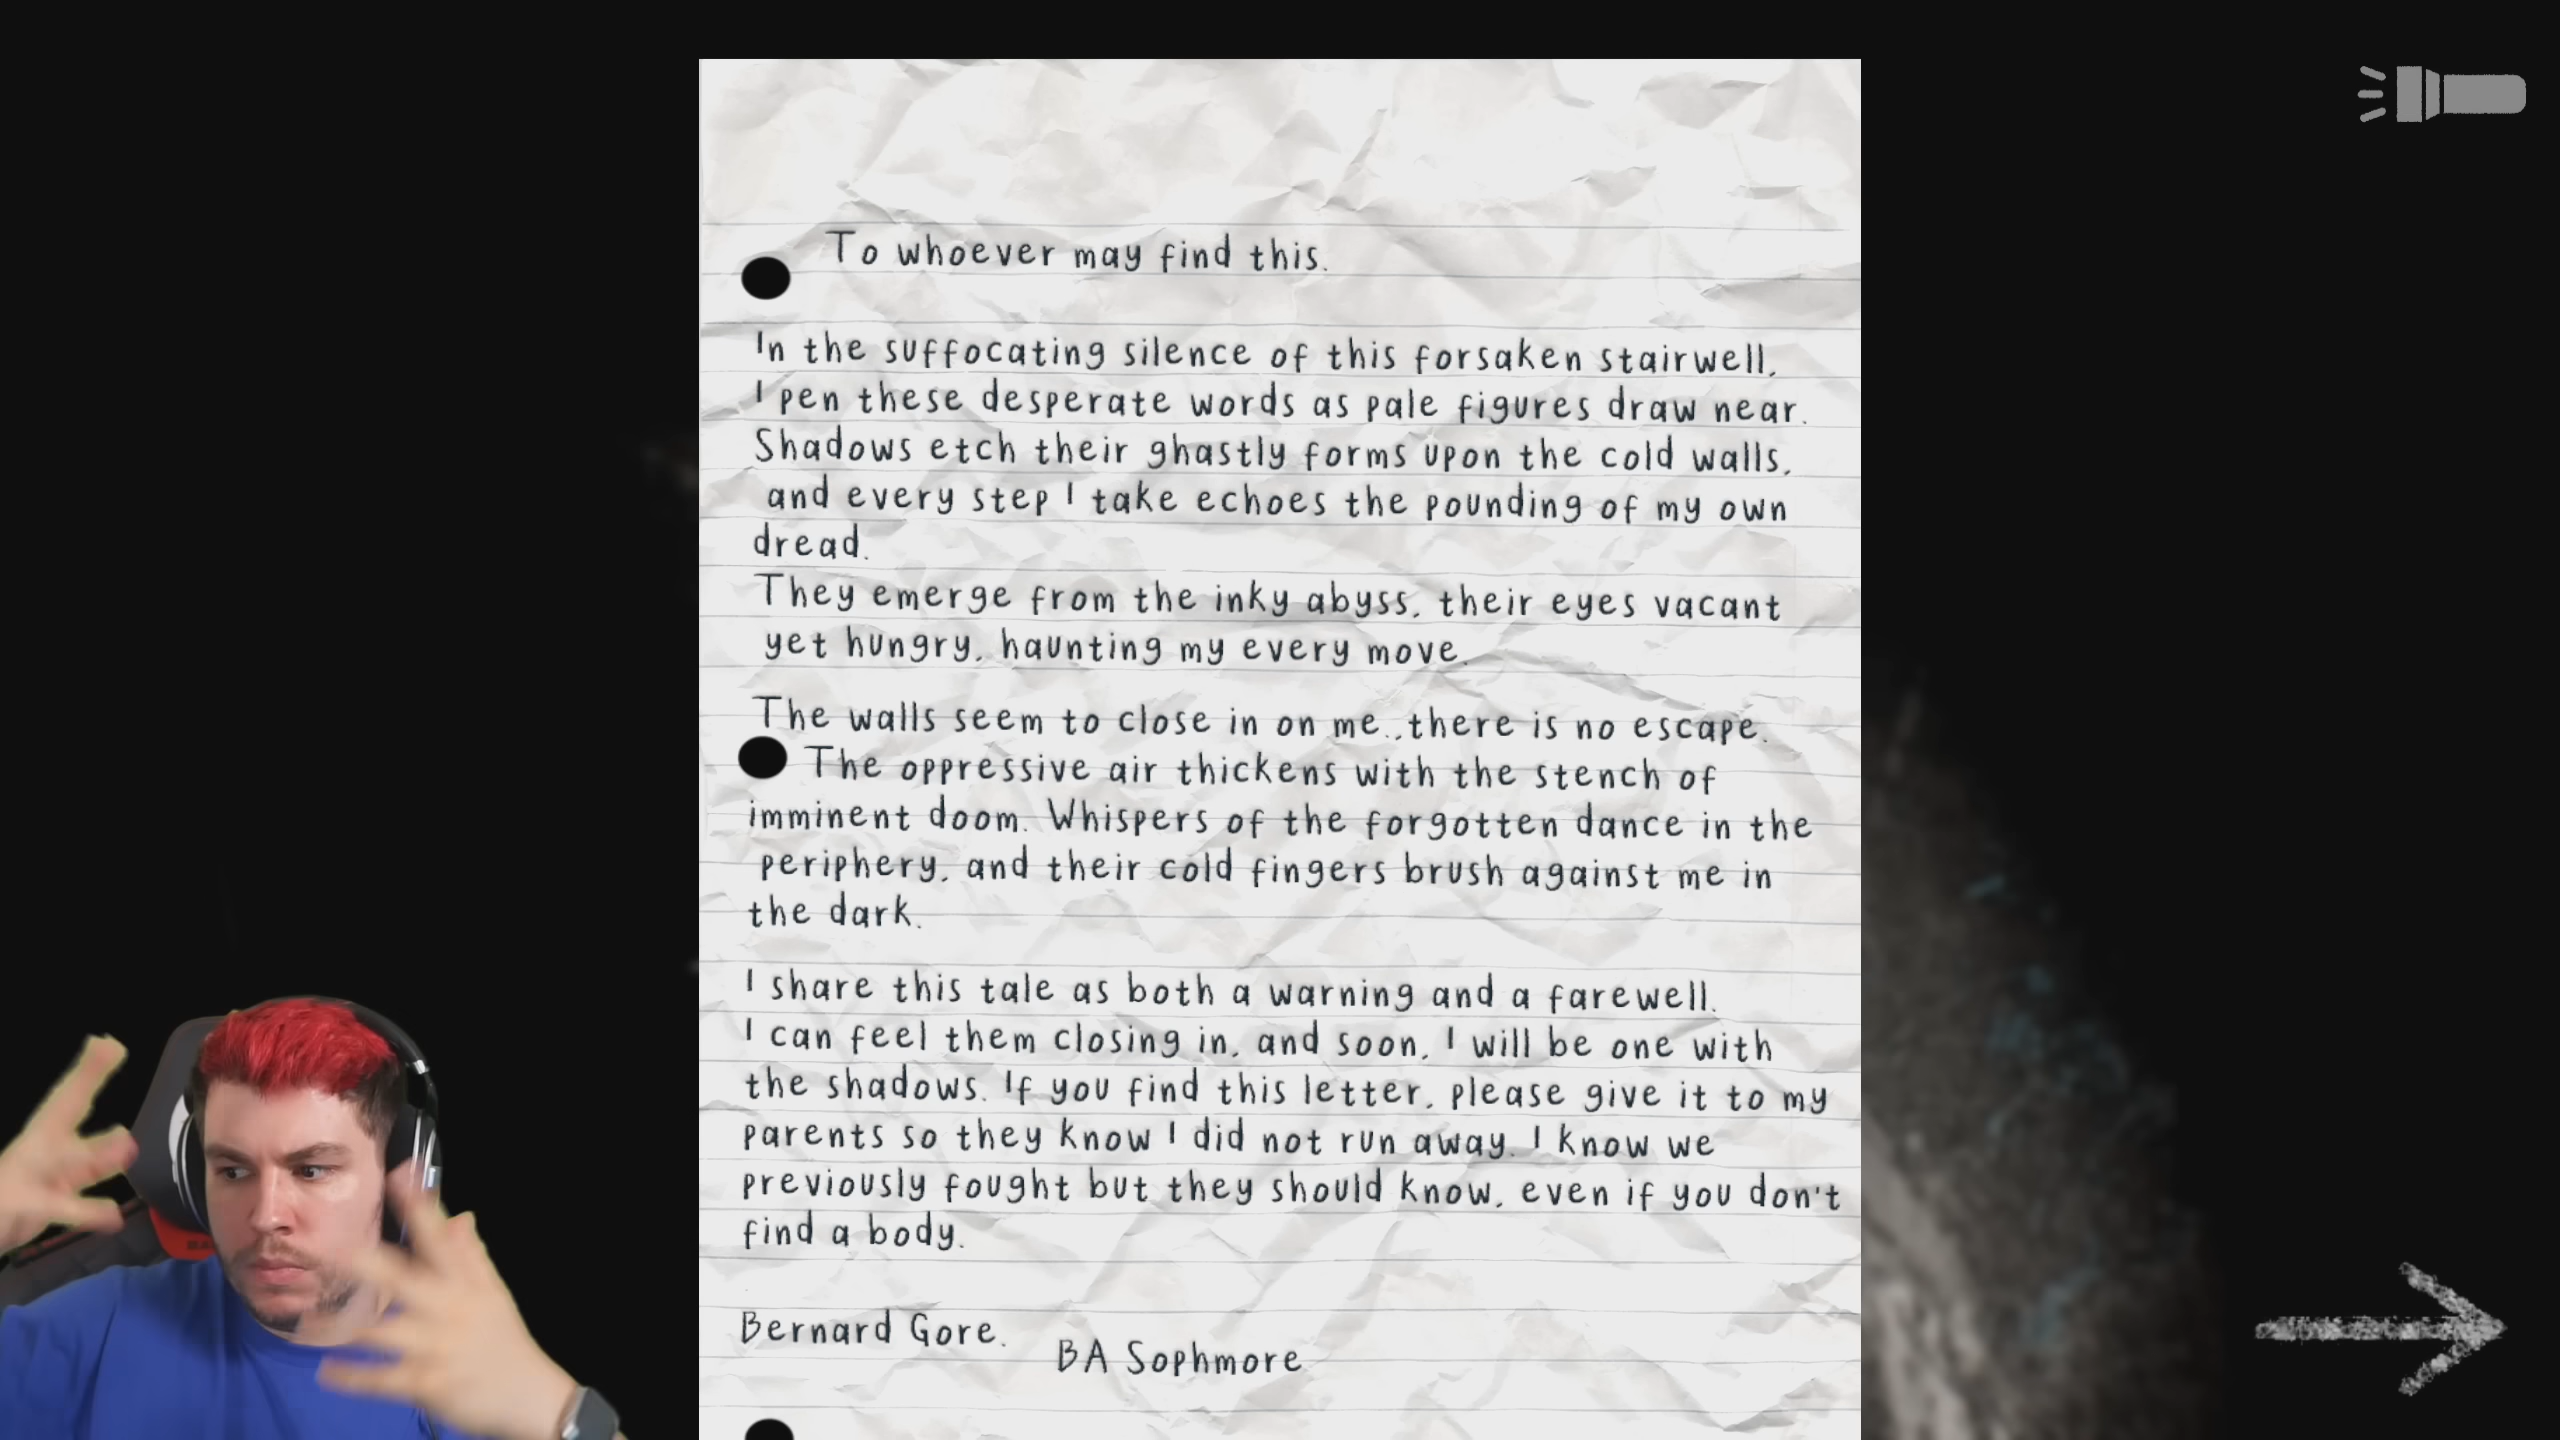 To whoever may find this.
In the suffocating silence of this forsaken stairwell,
I pen these desperate words as pale figures draw near.
Shadows etch their ghastly forms upon the cold walls,
and every step I take echoes the pounding of my own
dread.
They emerge from the inky abyss, their eyes vacant
yet hungry, haunting my every move.
The walls seem to close in on me.,there is no escape.
The oppressive air thickens with the stench of
imminent doom. Whispers of the forgotten dance in the
periphery, and their cold fingers brush against me in
the dark.
I share this tale as both a warning and a farewell.
I can feel them closing in, and soon, I will be one with
the shadows. If you find this letter, please give it to my
parents so they know I did not run away. I know we
previously fought but they should know, even if you don't
find a body.
Bernard Gore.
BA Sophmore